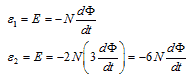 ε₁ = E = −N dΦ/dt
ε₂ = E = −2N(3 dΦ/dt) = −6N dΦ/dt